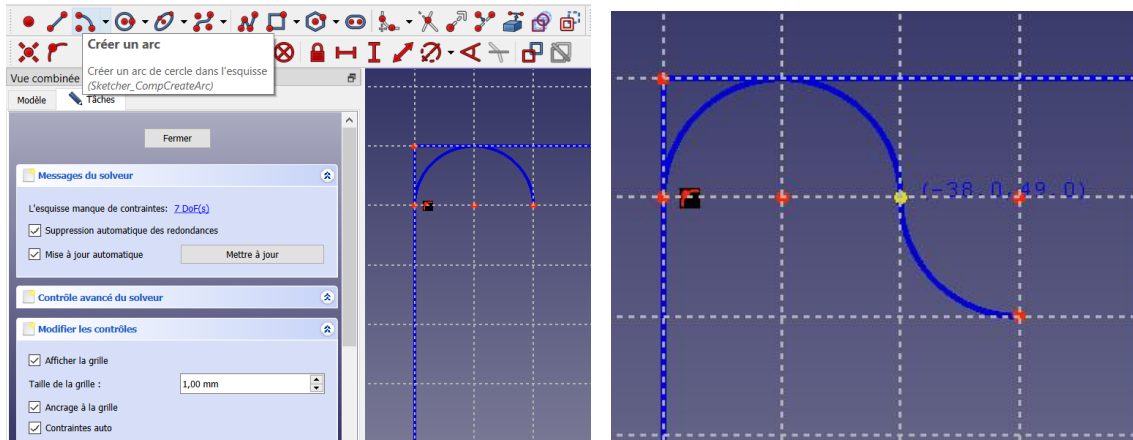 Créer un arc
Créer un arc de cercle dans l'esquisse
(Sketcher_CompCreateArc)
Vue combinée
Modèle
Tâches
Fermer
Messages du solveur
L'esquisse manque de contraintes: 7 DoF(s)
Suppression automatique des redondances
Mise à jour automatique
Mettre à jour
Contrôle avancé du solveur
Modifier les contrôles
Afficher la grille
Taille de la grille :
1,00 mm
Ancrage à la grille
Contraintes auto
(-38.0,49.0)